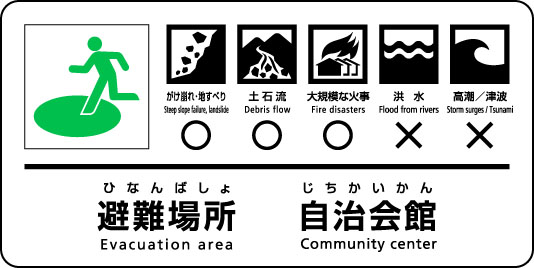 がけ崩れ・地すべり 土石流 大規模な火事 洪水 高潮／津波
Steep slope failure, landslide Debris flow Fire disasters Flood from rivers Storm surges / Tsunami
○ ○ ○ × ×
ひなんばしょ じちかいかん
避難場所 自治会館
Evacuation area Community center